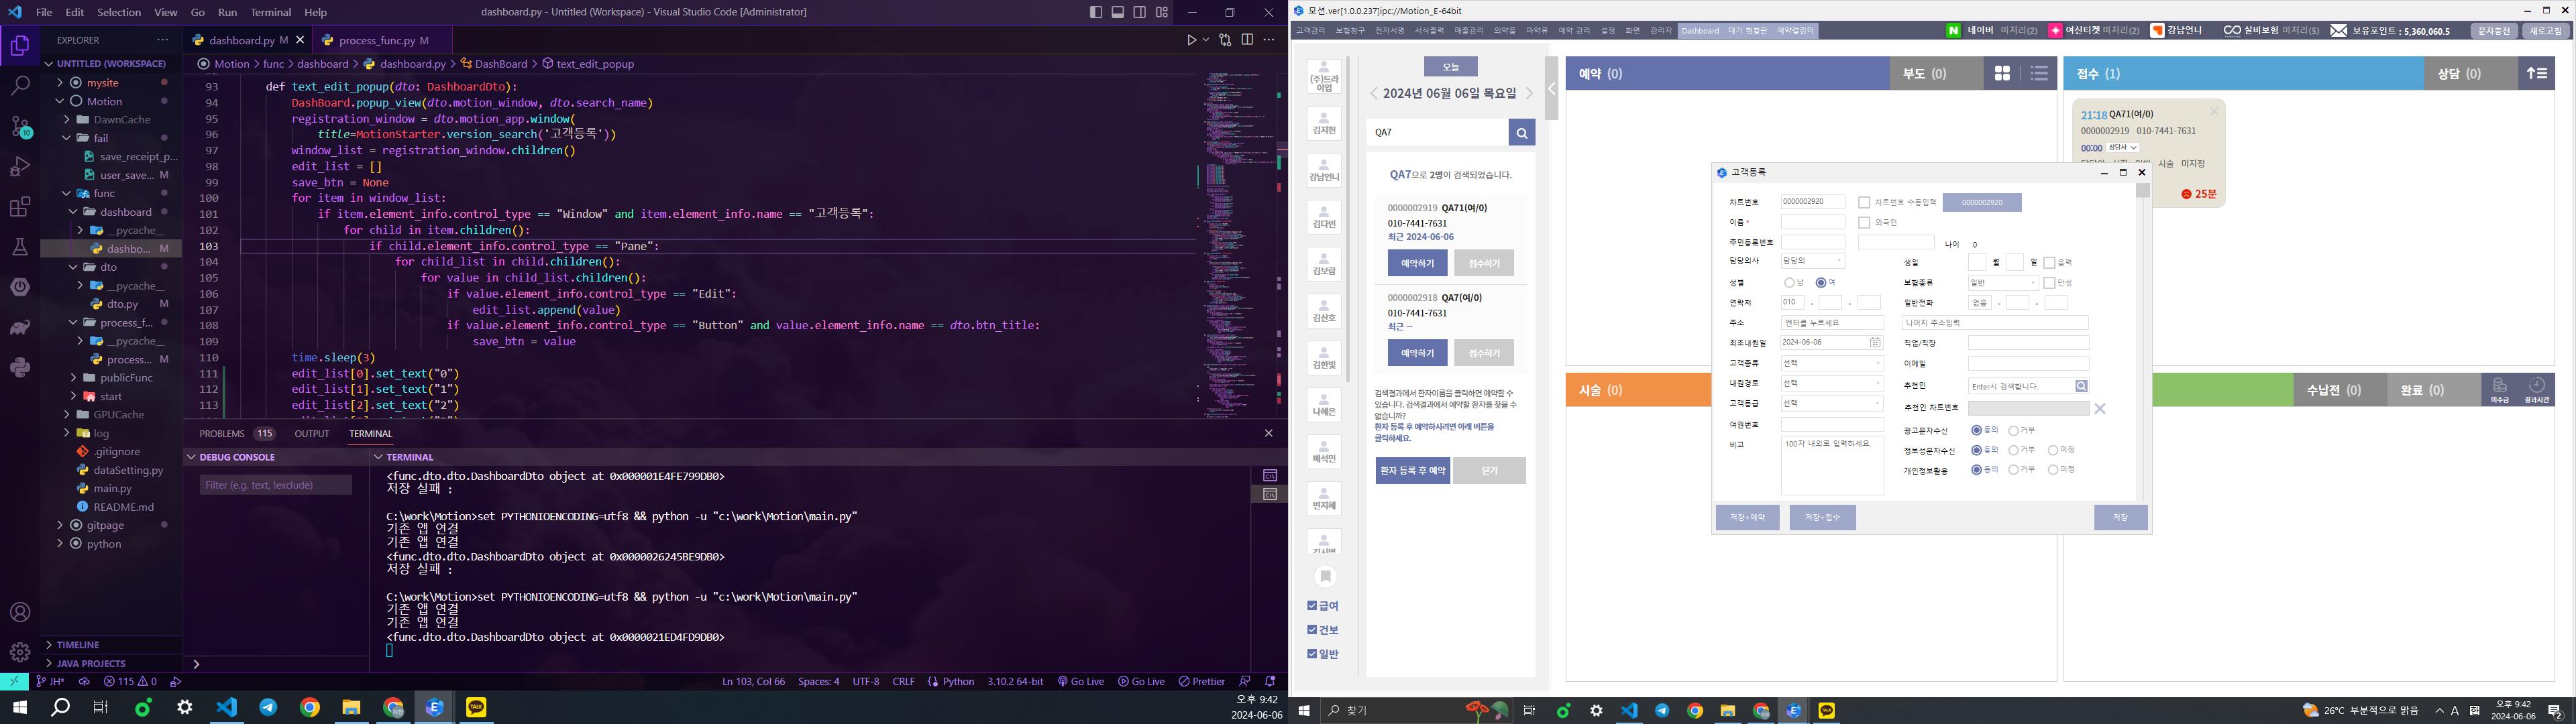 File Edit Selection View Go Run Terminal Help
dashboard.py - Untitled (Workspace) - Visual Studio Code [Administrator]
EXPLORER
UNTITLED (WORKSPACE)
mysite
Motion
DawnCache
fail
save_receipt_p...
user_save... M
func
dashboard
__pycache__
dashbo... M
dto
__pycache__
dto.py M
process_f...
__pycache__
process... M
publicFunc
start
GPUCache
log
.gitignore
dataSetting.py
main.py
README.md
gitpage
python
TIMELINE
JAVA PROJECTS
dashboard.py M
process_func.py M
Motion > func > dashboard > dashboard.py > DashBoard > text_edit_popup
93 def text_edit_popup(dto: DashboardDto):
94 DashBoard.popup_view(dto.motion_window, dto.search_name)
95 registration_window = dto.motion_app.window(
96 title=MotionStarter.version_search('고객등록'))
97 window_list = registration_window.children()
98 edit_list = []
99 save_btn = None
100 for item in window_list:
101 if item.element_info.control_type == "Window" and item.element_info.name == "고객등록":
102 for child in item.children():
103 if child.element_info.control_type == "Pane":
104 for child_list in child.children():
105 for value in child_list.children():
106 if value.element_info.control_type == "Edit":
107 edit_list.append(value)
108 if value.element_info.control_type == "Button" and value.element_info.name == dto.btn_title:
109 save_btn = value
110 time.sleep(3)
111 edit_list[0].set_text("0")
112 edit_list[1].set_text("1")
113 edit_list[2].set_text("2")
PROBLEMS 115 OUTPUT TERMINAL
DEBUG CONSOLE
Filter (e.g. text, !exclude)
TERMINAL
<func.dto.dto.DashboardDto object at 0x000001E4FE799DB0>
저장 실패 :
C:\work\Motion>set PYTHONIOENCODING=utf8 && python -u "c:\work\Motion\main.py"
기존 앱 연결
기존 앱 연결
<func.dto.dto.DashboardDto object at 0x0000026245BE9DB0>
저장 실패 :
C:\work\Motion>set PYTHONIOENCODING=utf8 && python -u "c:\work\Motion\main.py"
기존 앱 연결
기존 앱 연결
<func.dto.dto.DashboardDto object at 0x0000021ED4FD9DB0>
JH* 115 0
Ln 103, Col 66 Spaces: 4 UTF-8 CRLF Python 3.10.2 64-bit Go Live Go Live Prettier
오후 9:42
2024-06-06
모션.ver[1.0.0.237]ipc://Motion_E-64bit
고객관리 보험청구 전자서명 서식출력 매출관리 의약품 마약류 예약 관리 설정 화면 관리자 Dashboard 대기 현황판 예약캘린더
네이버 미처리(2) 여신티켓 미처리(2) 강남언니 실비보험 미처리(5) 보유포인트 : 5,360,060.5 문자충전 새로고침
(주)트라이업
김지헌
강남언니
김다빈
김보람
김산호
김한빛
나혜은
배석민
변지혜
급여
건보
일반
오늘
2024년 06월 06일 목요일
QA7
QA7으로 2명이 검색되었습니다.
0000002919 QA71(여/0)
010-7441-7631
최근 2024-06-06
예약하기 접수하기
0000002918 QA7(여/0)
010-7441-7631
최근 --
예약하기 접수하기
검색결과에서 환자이름을 클릭하면 예약할 수
있습니다. 검색결과에서 예약할 환자를 찾을 수
없습니까?
환자 등록 후 예약하시려면 아래 버튼을
클릭하세요.
환자 등록 후 예약 닫기
예약 (0) 부도 (0)
접수 (1) 상담 (0)
21:18 QA71(여/0)
0000002919 010-7441-7631
00:00 상담사
시술 미지정
25분
시술 (0)
수납전 (0) 완료 (0) 미수금 경과시간
고객등록
차트번호 0000002920 차트번호 수동입력 0000002920
이름 * 외국인
주민등록번호 나이 0
담당의사 담당의 생일 월 일 음력
성별 남 여 보험종류 일반 만성
연락처 010 - - 일반전화 없음 - -
주소 엔터를 누르세요 나머지 주소입력
최초내원일 2024-06-06 직업/직장
고객종류 선택 이메일
내원경로 선택 추천인 Enter시 검색합니다.
고객등급 선택 추천인 차트번호
여권번호 광고문자수신 동의 거부
비고 100자 내외로 입력하세요. 정보성문자수신 동의 거부 미정
개인정보활용 동의 거부 미정
저장+예약 저장+접수 저장
찾기
26°C 부분적으로 맑음 A
오후 9:42
2024-06-06